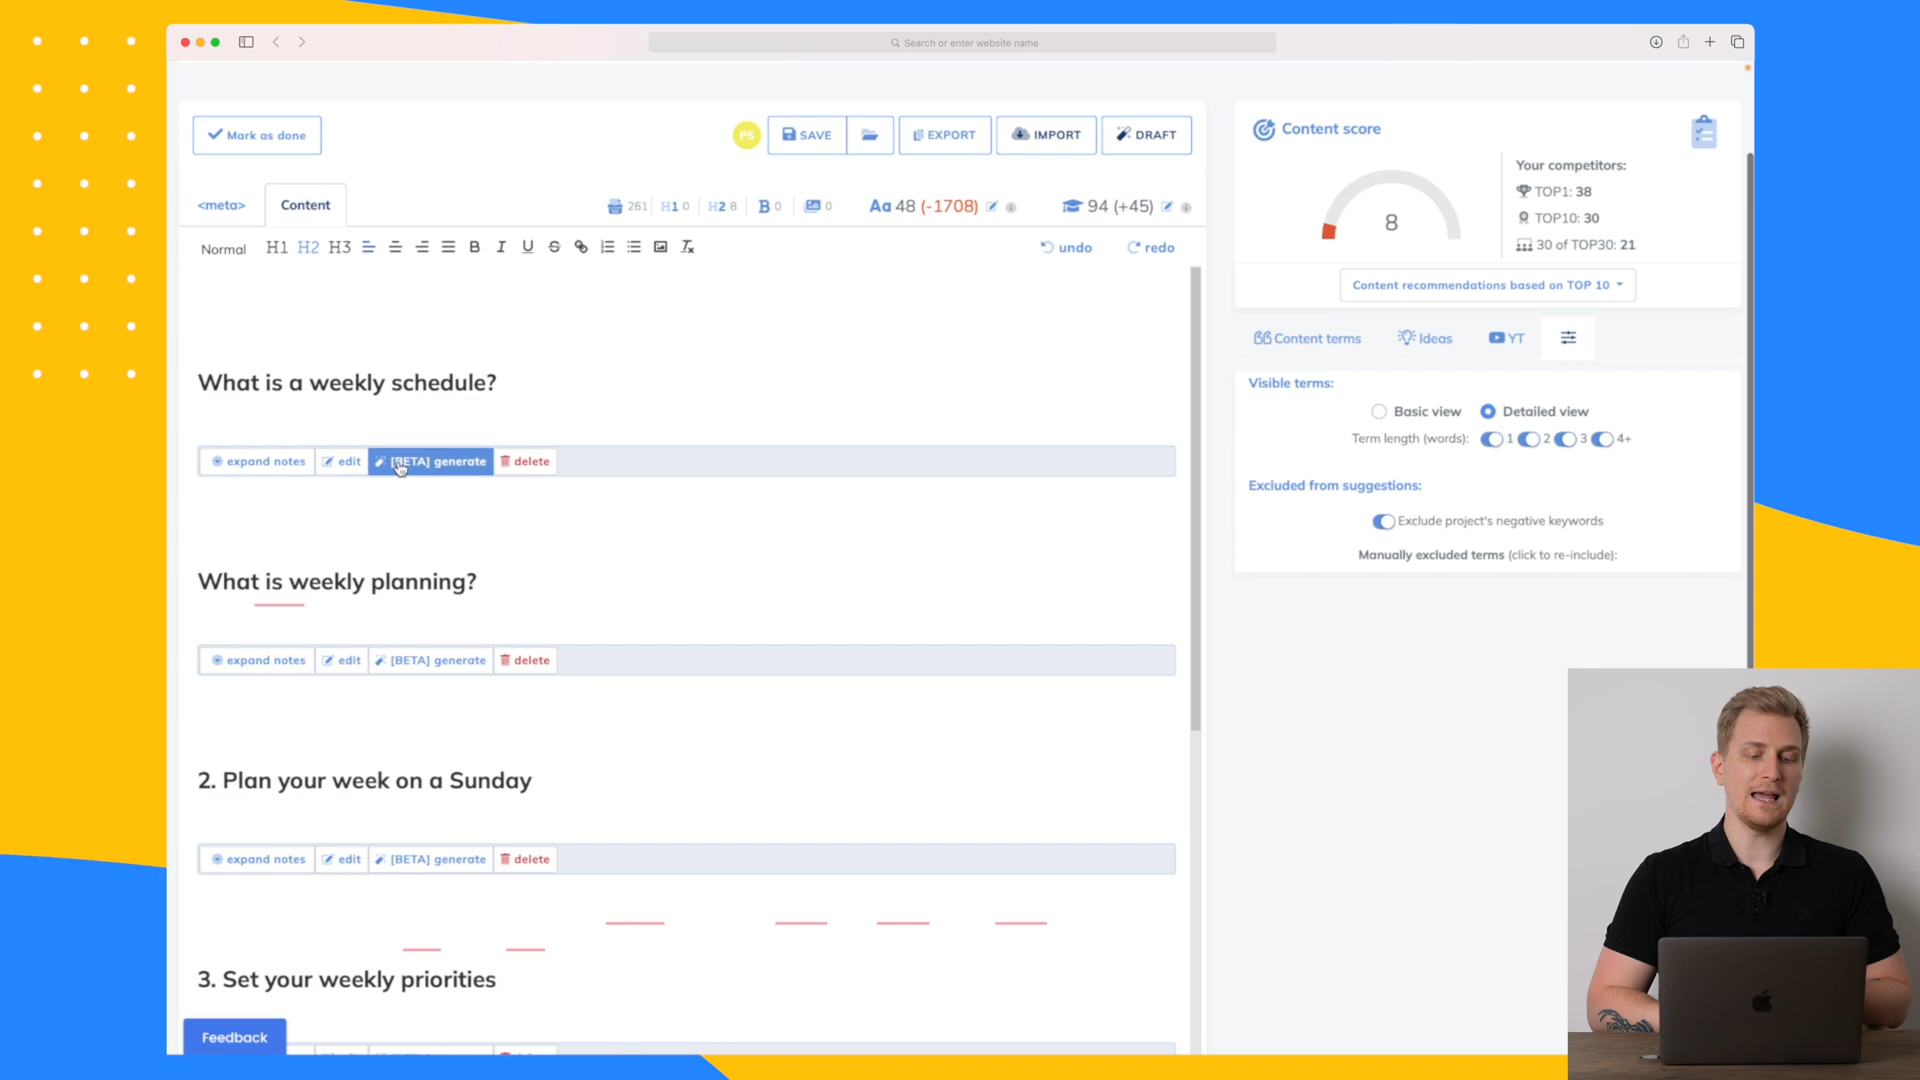 Search or enter website name
Mark as done
PS
SAVE
EXPORT
IMPORT
DRAFT
<meta>
Content
261
H1 0
H2 8
B 0
0
Aa 48 (-1708)
94 (+45)
Normal
H1 H2 H3
B I U S
undo
redo
What is a weekly schedule?
expand notes
edit
[BETA] generate
delete
What is weekly planning?
expand notes
edit
[BETA] generate
delete
2. Plan your week on a Sunday
expand notes
edit
[BETA] generate
delete
3. Set your weekly priorities
Feedback
Content score
8
Your competitors:
TOP1: 38
TOP10: 30
30 of TOP30: 21
Content recommendations based on TOP 10
Content terms
Ideas
YT
Visible terms:
Basic view
Detailed view
Term length (words): 1 2 3 4+
Excluded from suggestions:
Exclude project's negative keywords
Manually excluded terms (click to re-include):